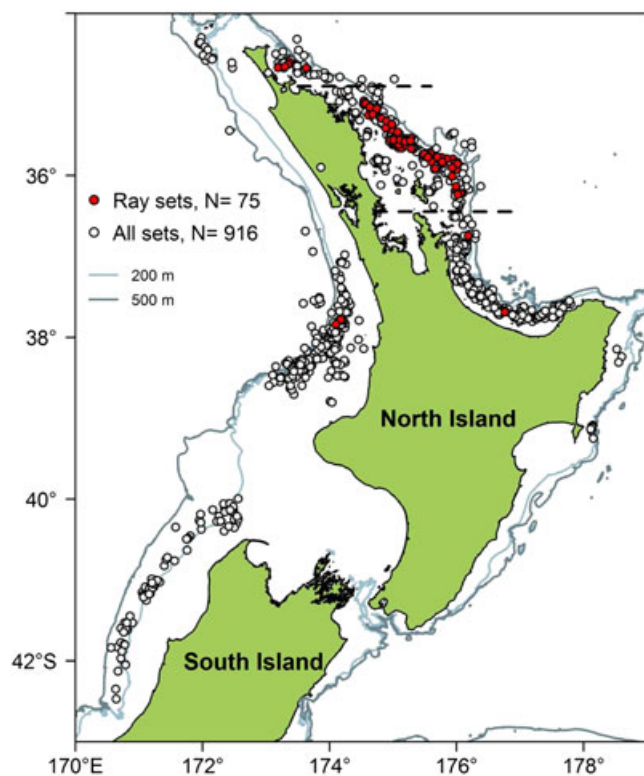 36°
Ray sets, N= 75
All sets, N= 916
200 m
500 m
38°
North Island
40°
South Island
42°S
170°E
172°
174°
176°
178°